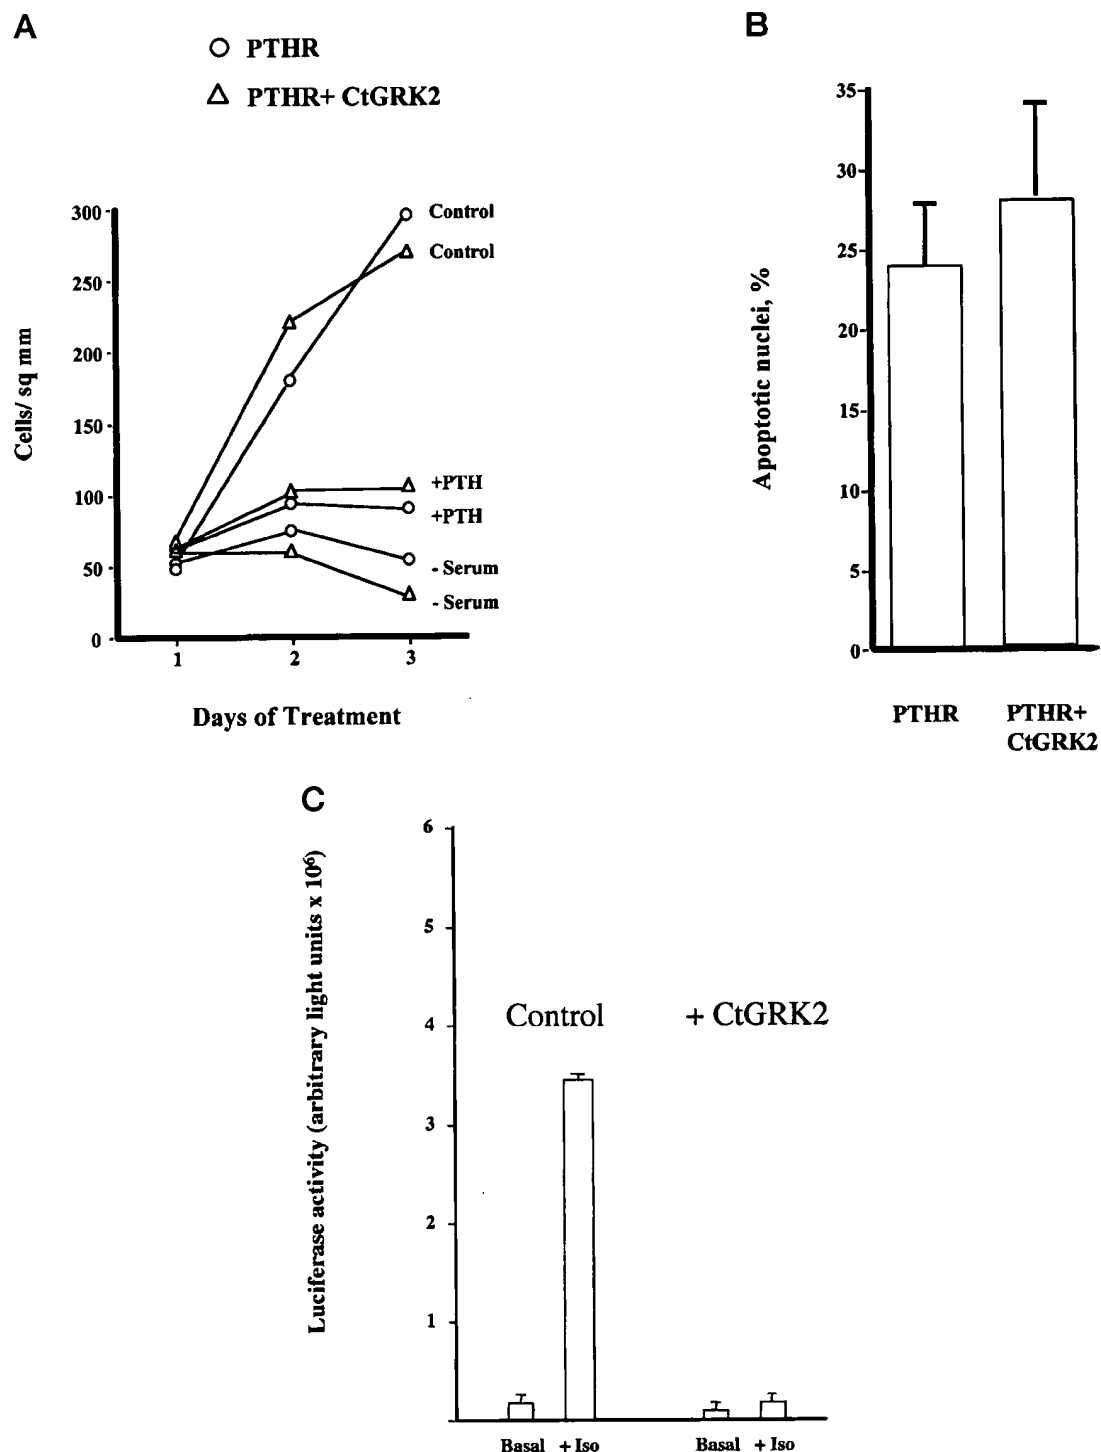 A
PTHR
PTHR+ CtGRK2
300
250
200
150
100
50
0
Cells/ sq mm
Control
Control
+PTH
+PTH
- Serum
- Serum
1 2 3
Days of Treatment
B
35
30
25
20
15
10
5
0
Apoptotic nuclei, %
PTHR
PTHR+
CtGRK2
C
6
5
4
3
2
1
Luciferase activity (arbitrary light units x 10⁶)
Control + CtGRK2
Basal + Iso Basal + Iso